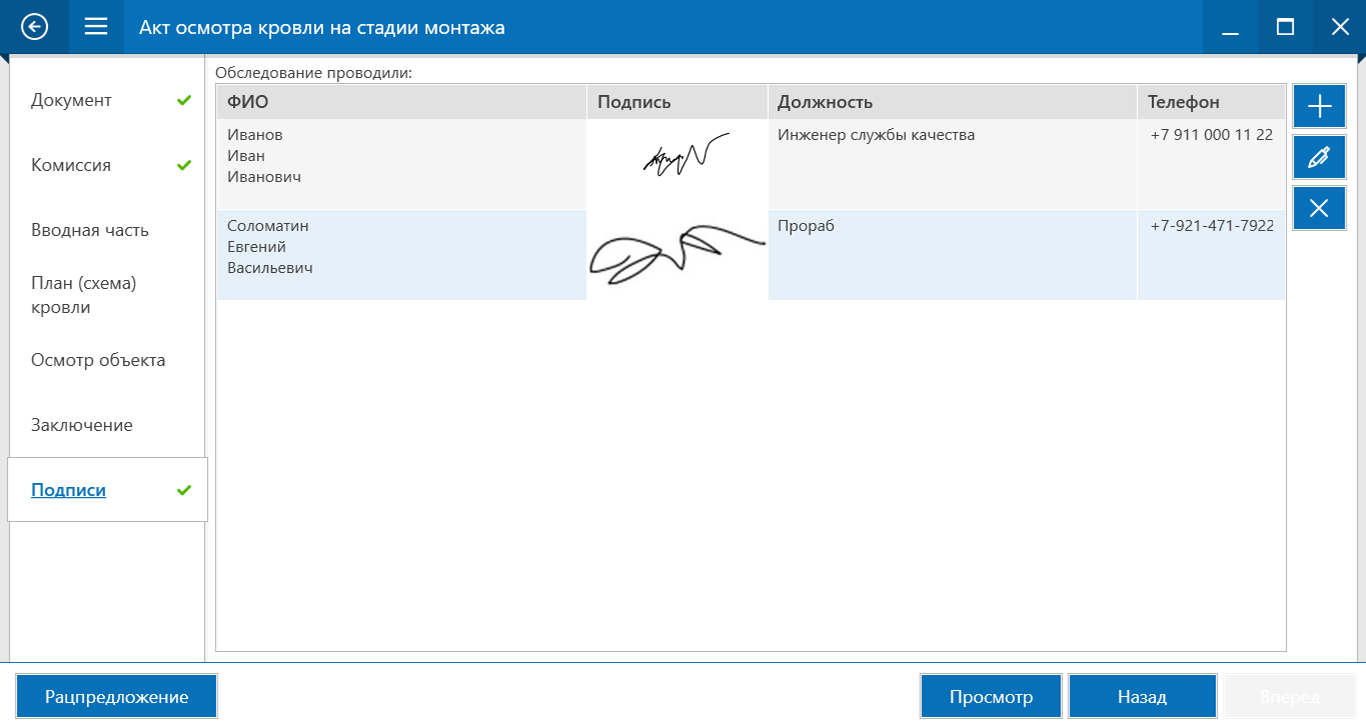 Акт осмотра кровли на стадии монтажа
Документ
Комиссия
Вводная часть
План (схема)
кровли
Осмотр объекта
Заключение
Подписи
Обследование проводили:
ФИО Подпись Должность Телефон
Иванов Инженер службы качества +7 911 000 11 22
Иван
Иванович
Соломатин Прораб +7-921-471-7922
Евгений
Васильевич
Рацпредложение Просмотр Назад Вперед